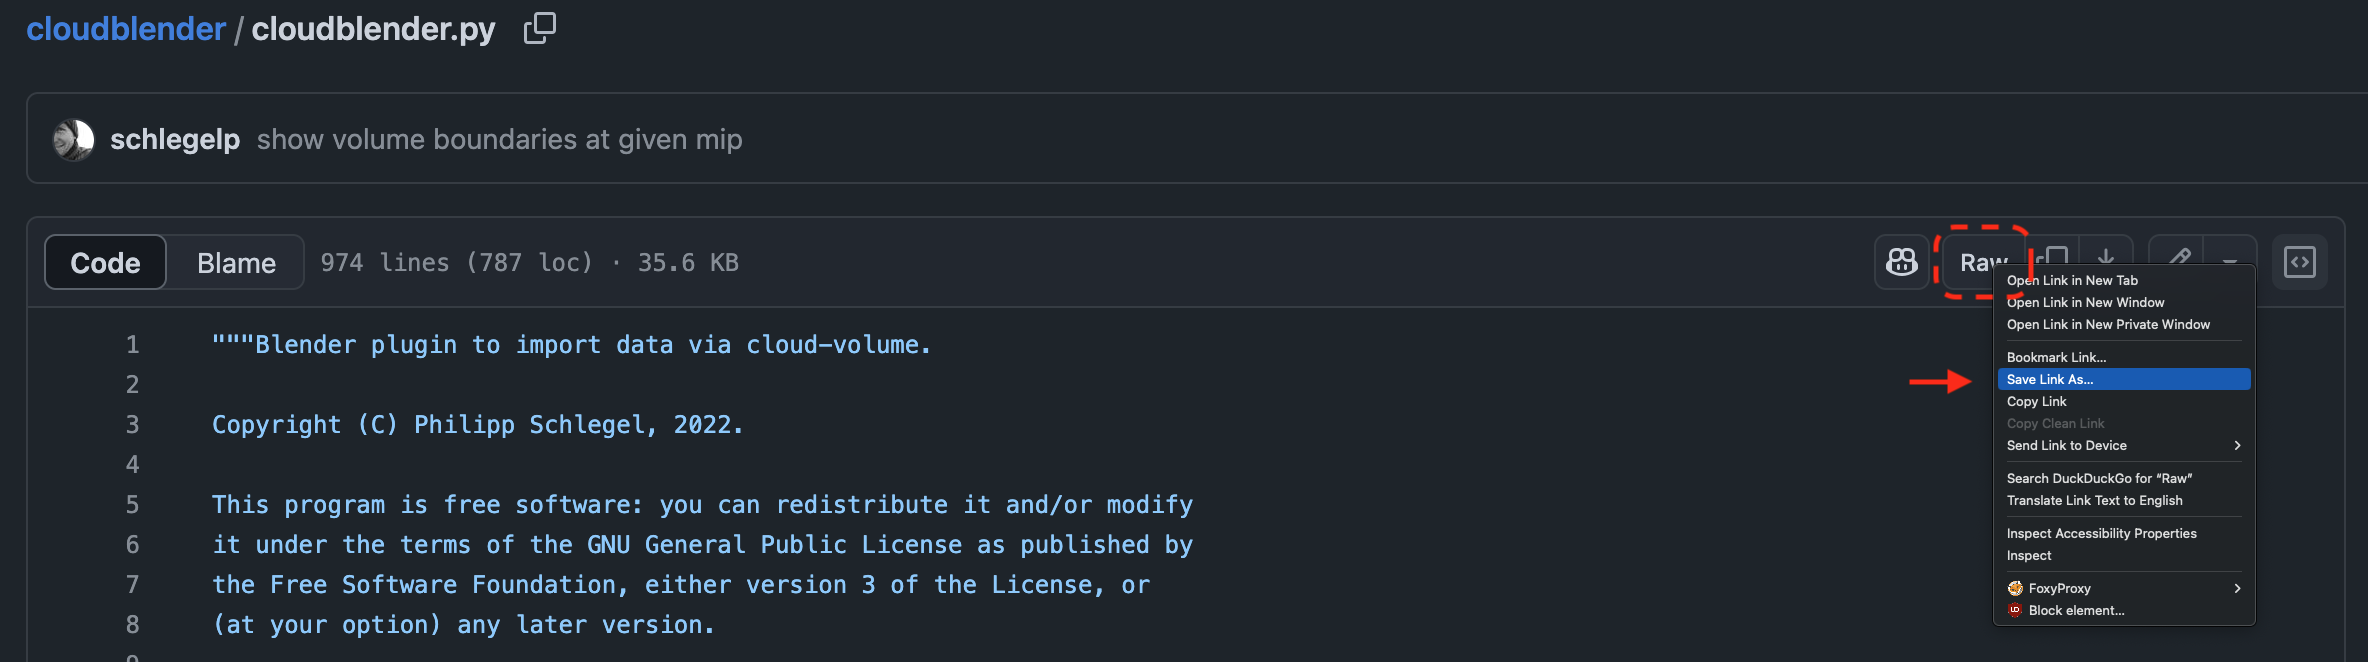 cloudblender / cloudblender.py
schlegelp show volume boundaries at given mip
Code Blame 974 lines (787 loc) · 35.6 KB Raw
1 """Blender plugin to import data via cloud-volume.
2
3 Copyright (C) Philipp Schlegel, 2022.
4
5 This program is free software: you can redistribute it and/or modify
6 it under the terms of the GNU General Public License as published by
7 the Free Software Foundation, either version 3 of the License, or
8 (at your option) any later version.
9
Open Link in New Tab
Open Link in New Window
Open Link in New Private Window
Bookmark Link...
Save Link As...
Copy Link
Copy Clean Link
Send Link to Device
Search DuckDuckGo for “Raw”
Translate Link Text to English
Inspect Accessibility Properties
Inspect
FoxyProxy
Block element...